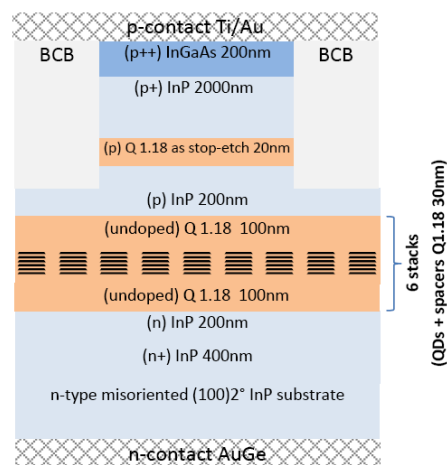 p-contact Ti/Au
BCB
(p++) InGaAs 200nm
BCB
(p+) InP 2000nm
(p) Q 1.18 as stop-etch 20nm
(p) InP 200nm
(undoped) Q 1.18 100nm
(undoped) Q 1.18 100nm
(n) InP 200nm
(n+) InP 400nm
n-type misoriented (100)2° InP substrate
n-contact AuGe
6 stacks
(QDs + spacers Q1.18 30nm)